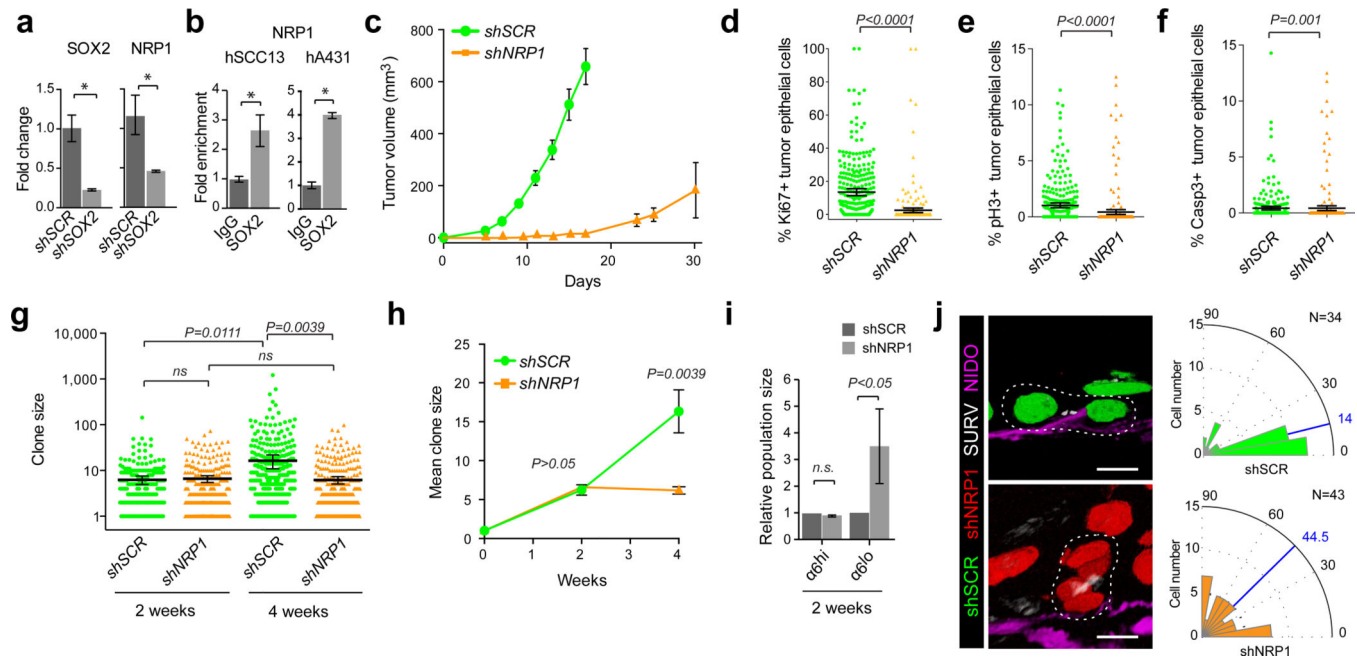 a
SOX2
NRP1
*
*
Fold change
1.5
1.0
0.5
0.0
shSCR
shSOX2
shSCR
shSOX2
b
NRP1
hSCC13
hA431
*
*
Fold enrichment
4
3
2
1
0
5
4
3
2
1
0
IgG
SOX2
IgG
SOX2
c
shSCR
shNRP1
Tumor volume (mm³)
800
600
400
200
0
0
10
20
30
Days
d
P<0.0001
% Ki67+ tumor epithelial cells
100
80
60
40
20
0
shSCR
shNRP1
e
P<0.0001
% pH3+ tumor epithelial cells
15
10
5
0
shSCR
shNRP1
f
P=0.001
% Casp3+ tumor epithelial cells
15
10
5
0
shSCR
shNRP1
g
P=0.0111
P=0.0039
ns
ns
Clone size
10,000
1,000
100
10
1
shSCR
shNRP1
shSCR
shNRP1
2 weeks
4 weeks
h
shSCR
shNRP1
P=0.0039
P>0.05
Mean clone size
25
20
15
10
5
0
0
2
4
Weeks
i
shSCR
shNRP1
P<0.05
n.s.
Relative population size
6
5
4
3
2
1
0
α6hi
α6lo
2 weeks
j
shSCR shNRP1 SURV NIDO
N=34
90
60
30
14
0
15
10
5
0
Cell number
shSCR
N=43
90
60
44.5
30
0
15
10
5
0
Cell number
shNRP1